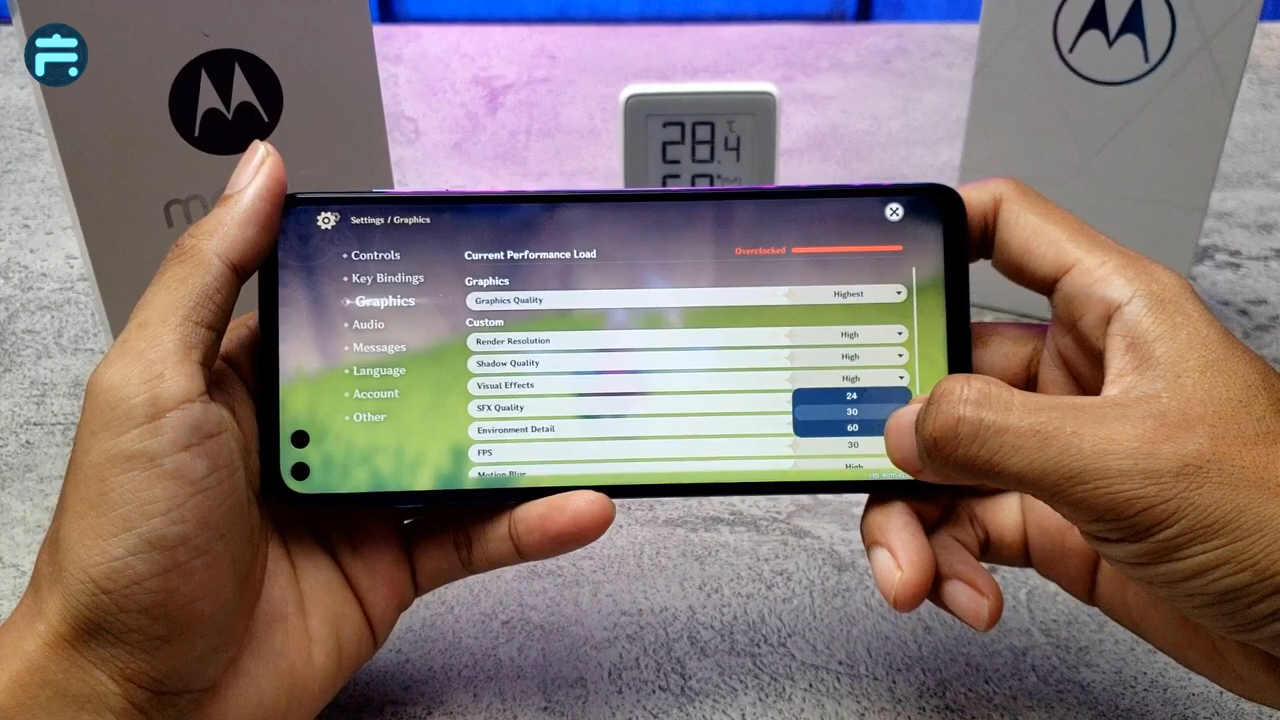 28.4 ℃
Settings / Graphics
Controls
Key Bindings
Graphics
Audio
Messages
Language
Account
Other
Current Performance Load Overclocked
Graphics
Graphics Quality Highest
Custom
Render Resolution High
Shadow Quality High
Visual Effects High
SFX Quality
Environment Detail
24
30
60
FPS 30
Motion Blur High